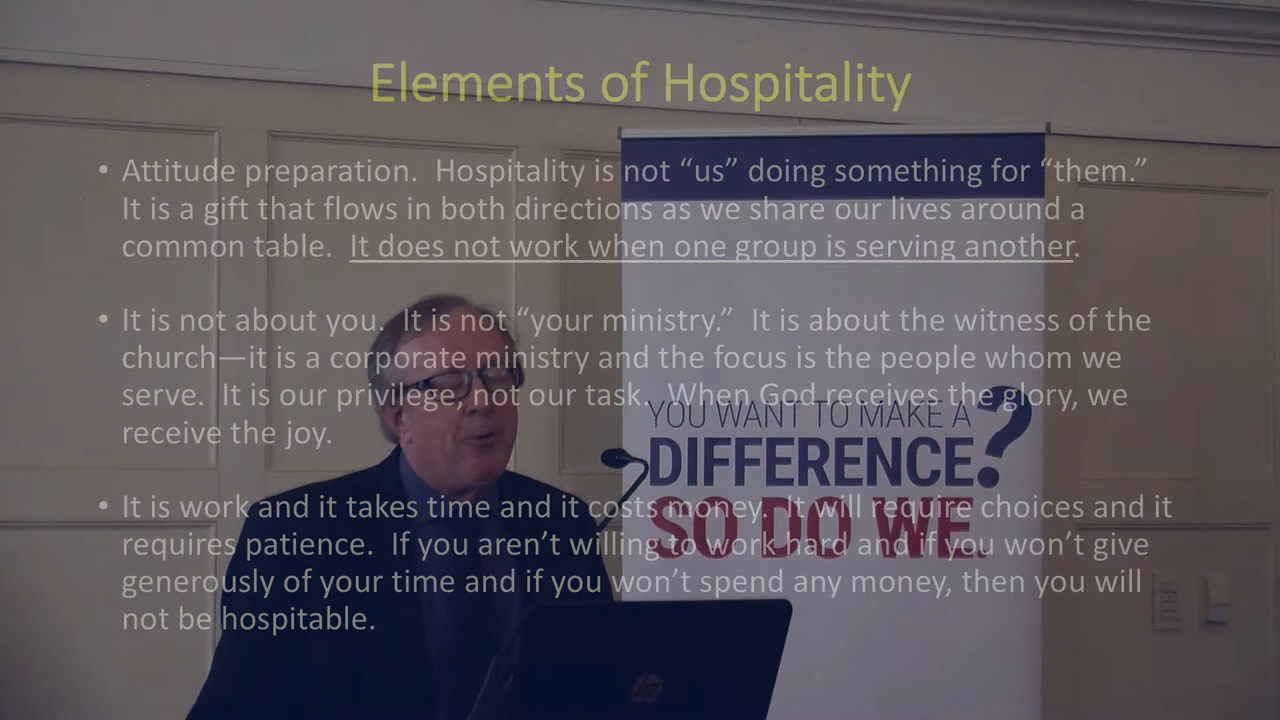 Elements of Hospitality
• Attitude preparation.  Hospitality is not “us” doing something for “them.”
It is a gift that flows in both directions as we share our lives around a
common table.  It does not work when one group is serving another.
• It is not about you.  It is not “your ministry.”  It is about the witness of the
church—it is a corporate ministry and the focus is the people whom we
serve.  It is our privilege, not our task.  When God receives the glory, we
receive the joy.
• It is work and it takes time and it costs money.  It will require choices and it
requires patience.  If you aren’t willing to work hard and if you won’t give
generously of your time and if you won’t spend any money, then you will
not be hospitable.
YOU WANT TO MAKE A
DIFFERENCE?
SO DO WE.
hp